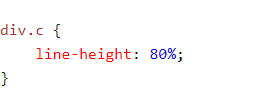 div.c {
    line-height: 80%;
}